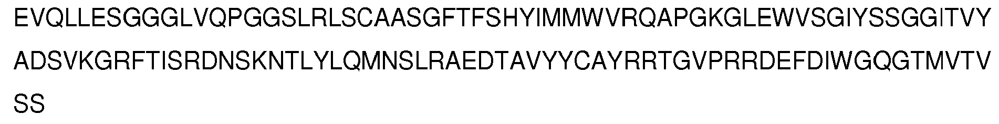 EVQLLESGGGLVQPGGSLRLSCAASGFTFSHYIMMWVRQAPGKGLEWVSGIYSSGGITVY
ADSVKGRFTISRDNSKNTLYLQMNSLRAEDTAVYYCAYRRTGVPRRDEFDIWGQGTMVTV
SS